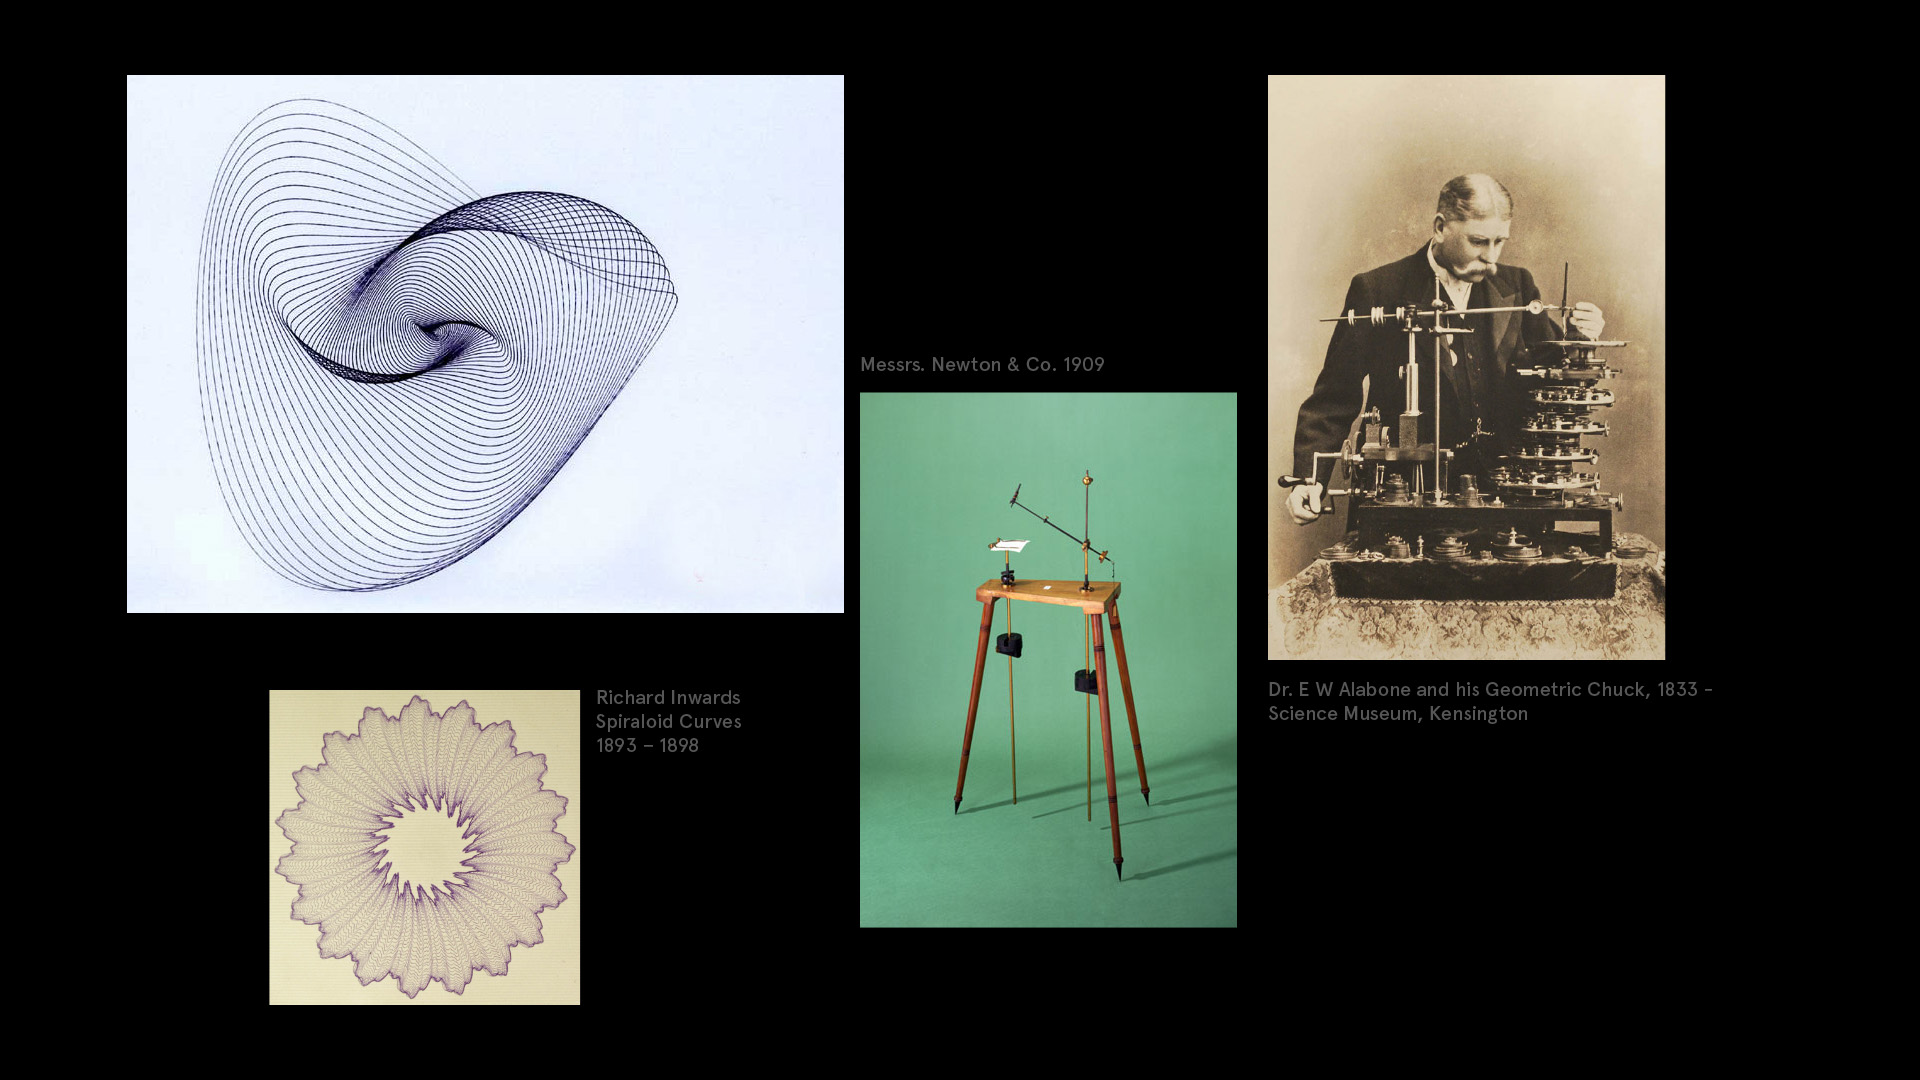 Messrs. Newton & Co. 1909
Richard Inwards
Spiraloid Curves
1893 – 1898
Dr. E W Alabone and his Geometric Chuck, 1833 –
Science Museum, Kensington